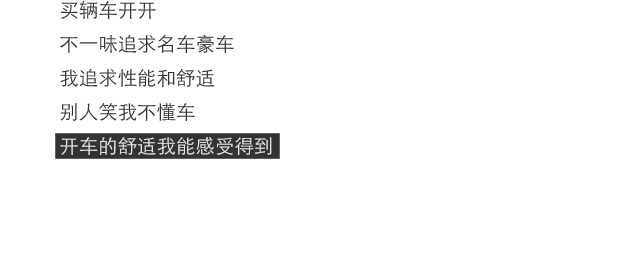 买辆车开开
不一味追求名车豪车
我追求性能和舒适
别人笑我不懂车
开车的舒适我能感受得到